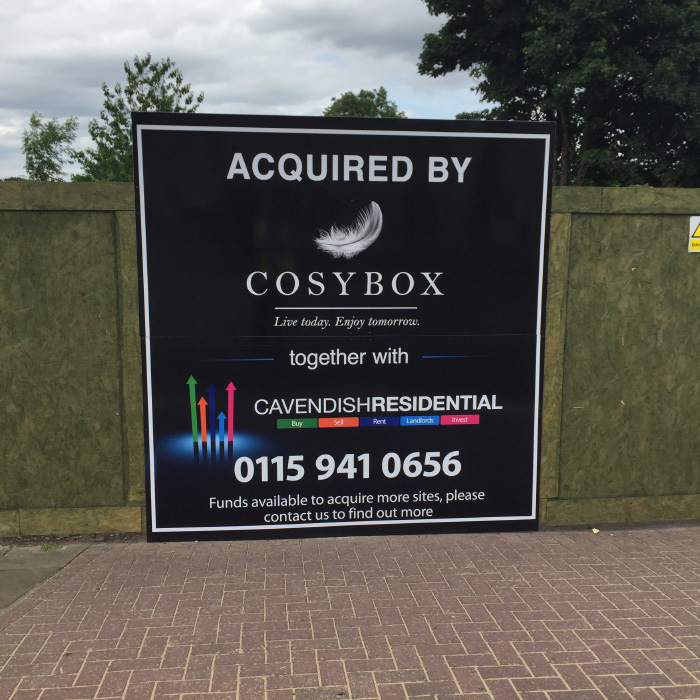 ACQUIRED BY
COSYBOX
Live today. Enjoy tomorrow.
together with
CAVENDISHRESIDENTIAL
Buy Sell Rent Landlords Invest
0115 941 0656
Funds available to acquire more sites, please
contact us to find out more